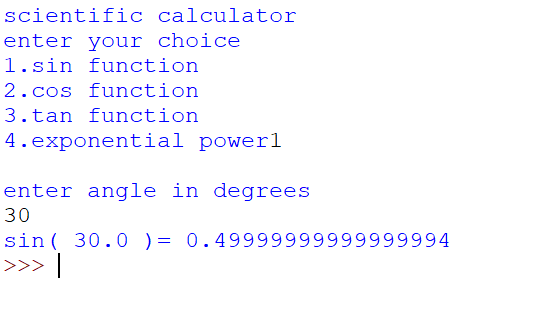 scientific calculator
enter your choice
1.sin function
2.cos function
3.tan function
4.exponential power1
enter angle in degrees
30
sin( 30.0 )= 0.49999999999999994
>>>